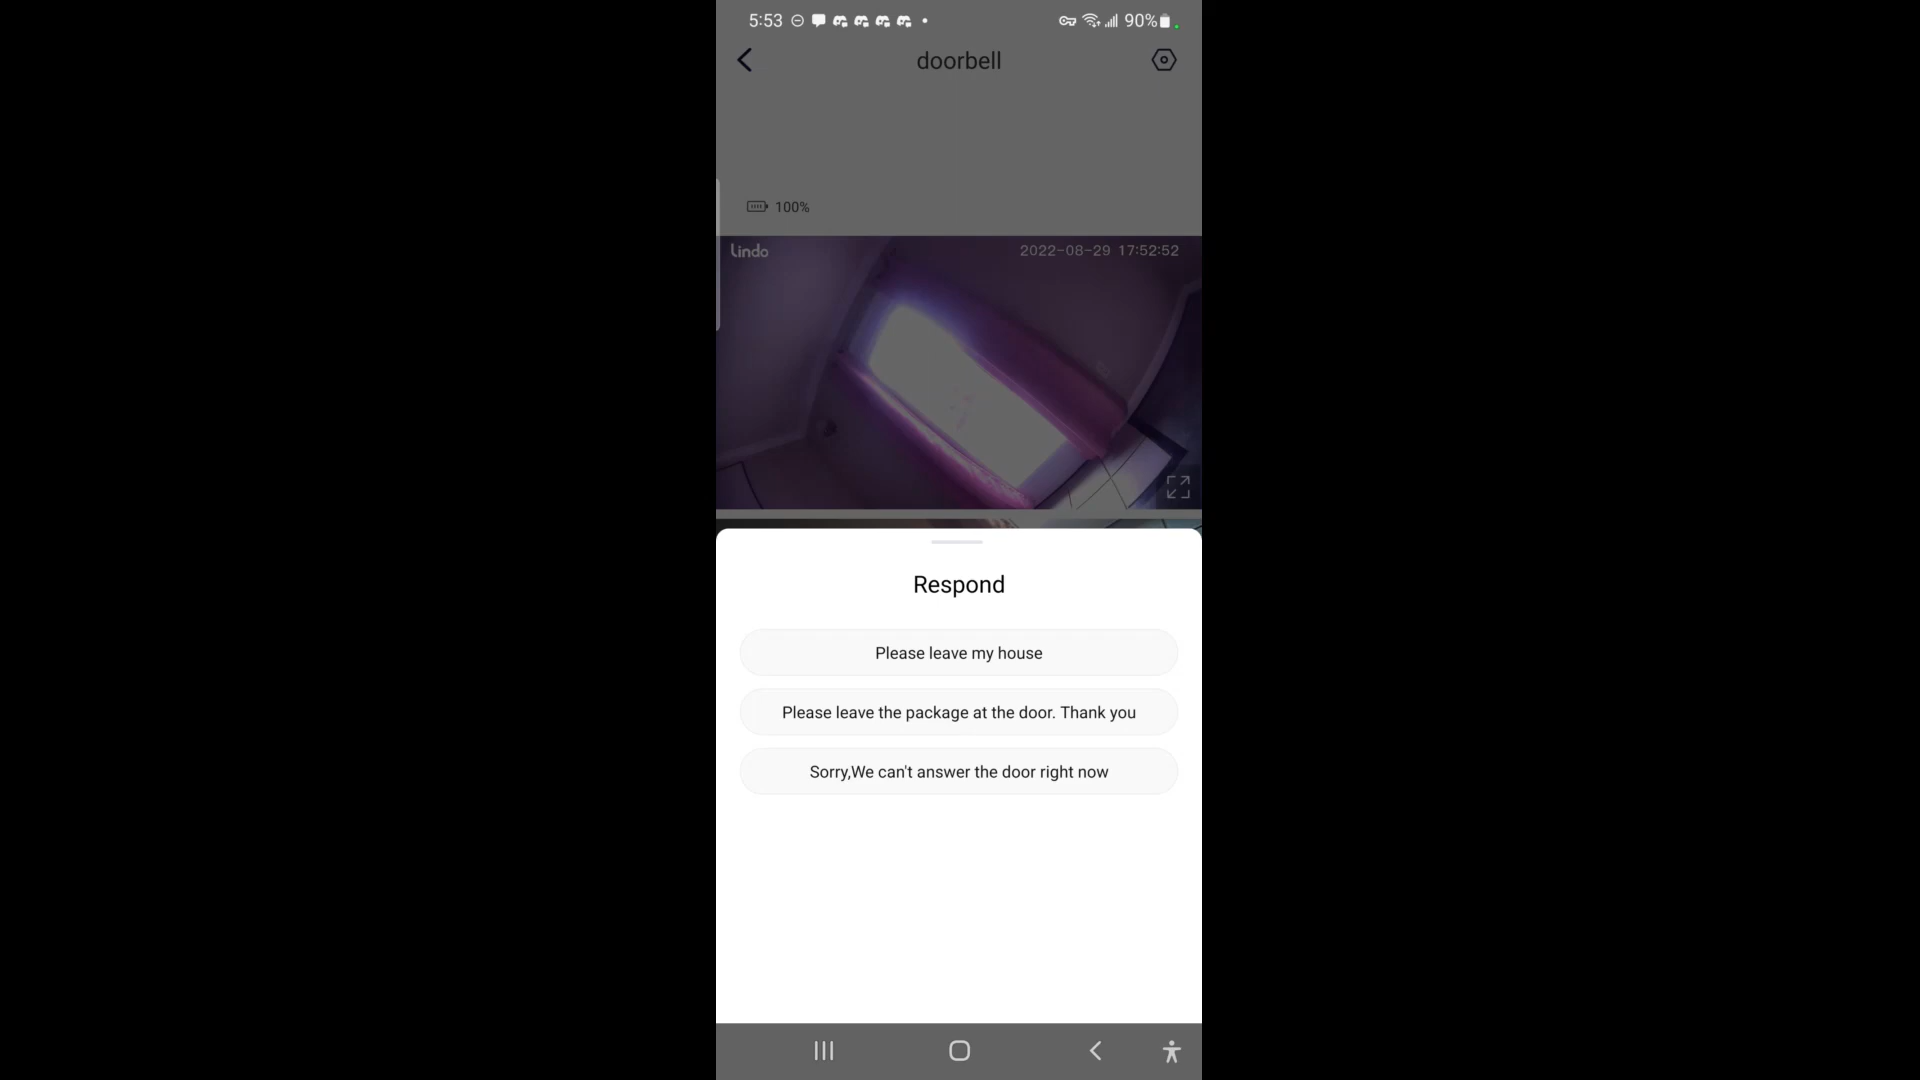 5:53
90%
doorbell
100%
Lindo
2022-08-29 17:52:52
Respond
Please leave my house
Please leave the package at the door. Thank you
Sorry,We can't answer the door right now